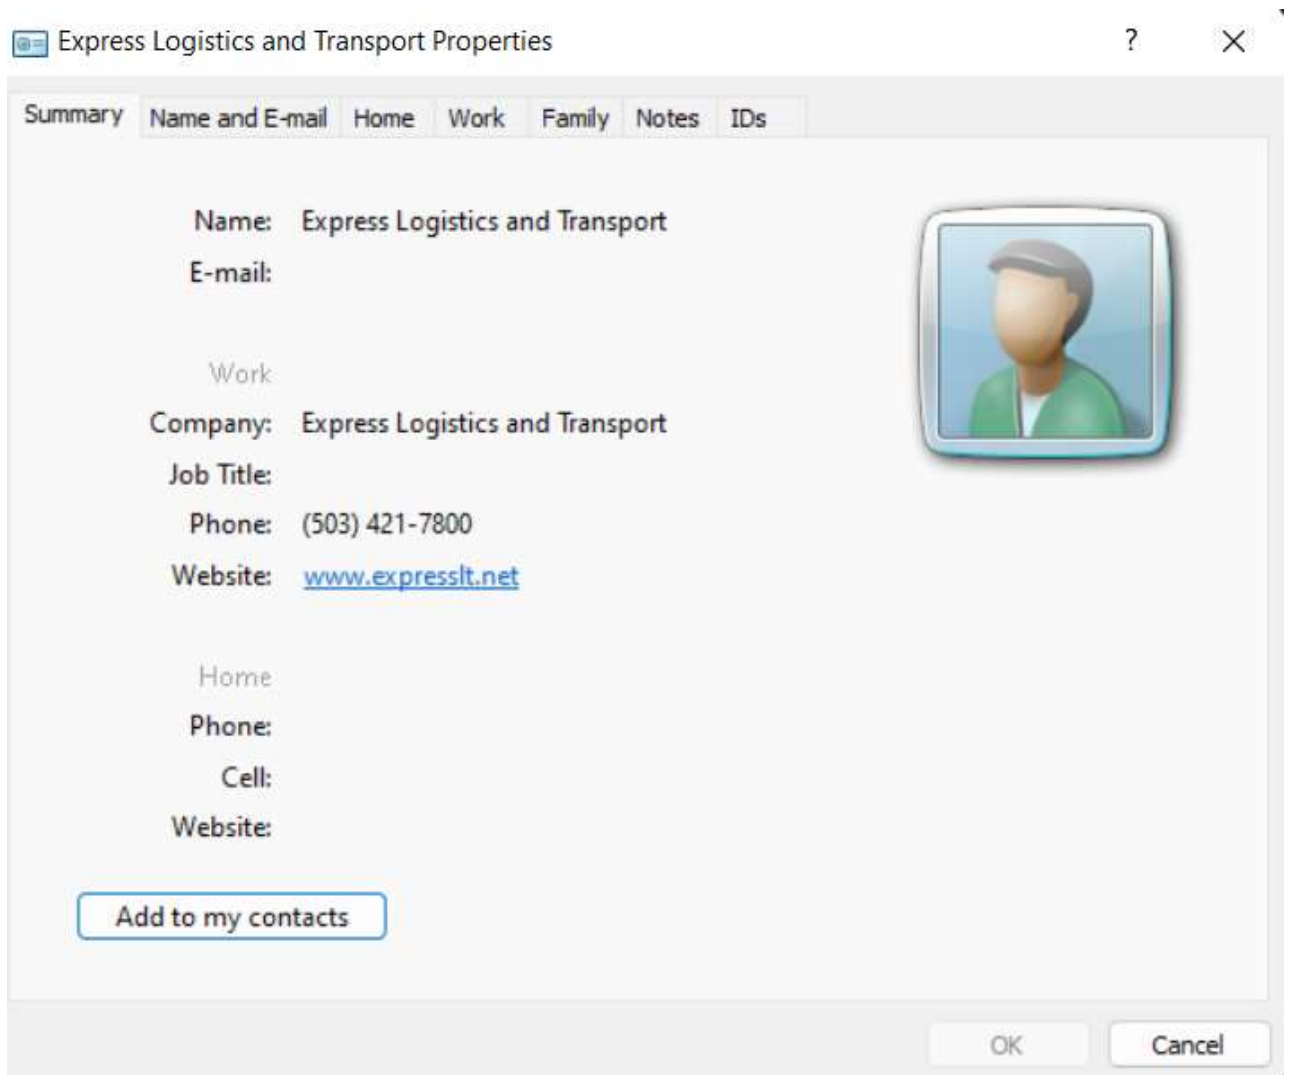 Express Logistics and Transport Properties ?
Summary Name and E-mail Home Work Family Notes IDs
Name: Express Logistics and Transport
E-mail:
Work
Company: Express Logistics and Transport
Job Title:
Phone: (503) 421-7800
Website: www.expresslt.net
Home
Phone:
Cell:
Website:
Add to my contacts
OK Cancel